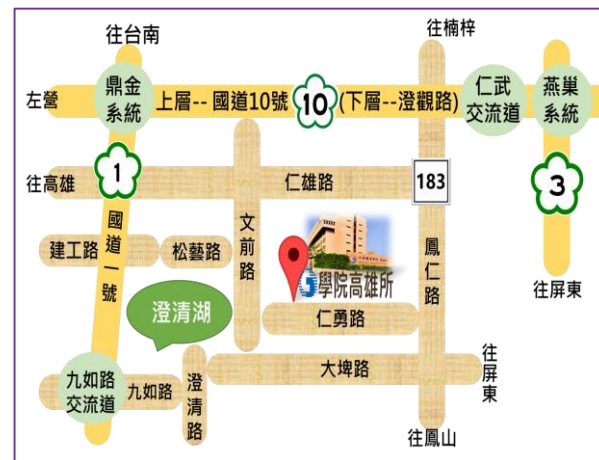 往台南
往楠梓
左營
鼎金
系統
上層-- 國道10號
10
(下層--澄觀路)
仁武
交流道
燕巢
系統
往高雄
1
仁雄路
183
3
國道一號
建工路
松藝路
文前路
鳳仁路
學院高雄所
往屏東
澄清湖
仁勇路
九如路
交流道
九如路
澄清路
大埤路
往屏東
往鳳山